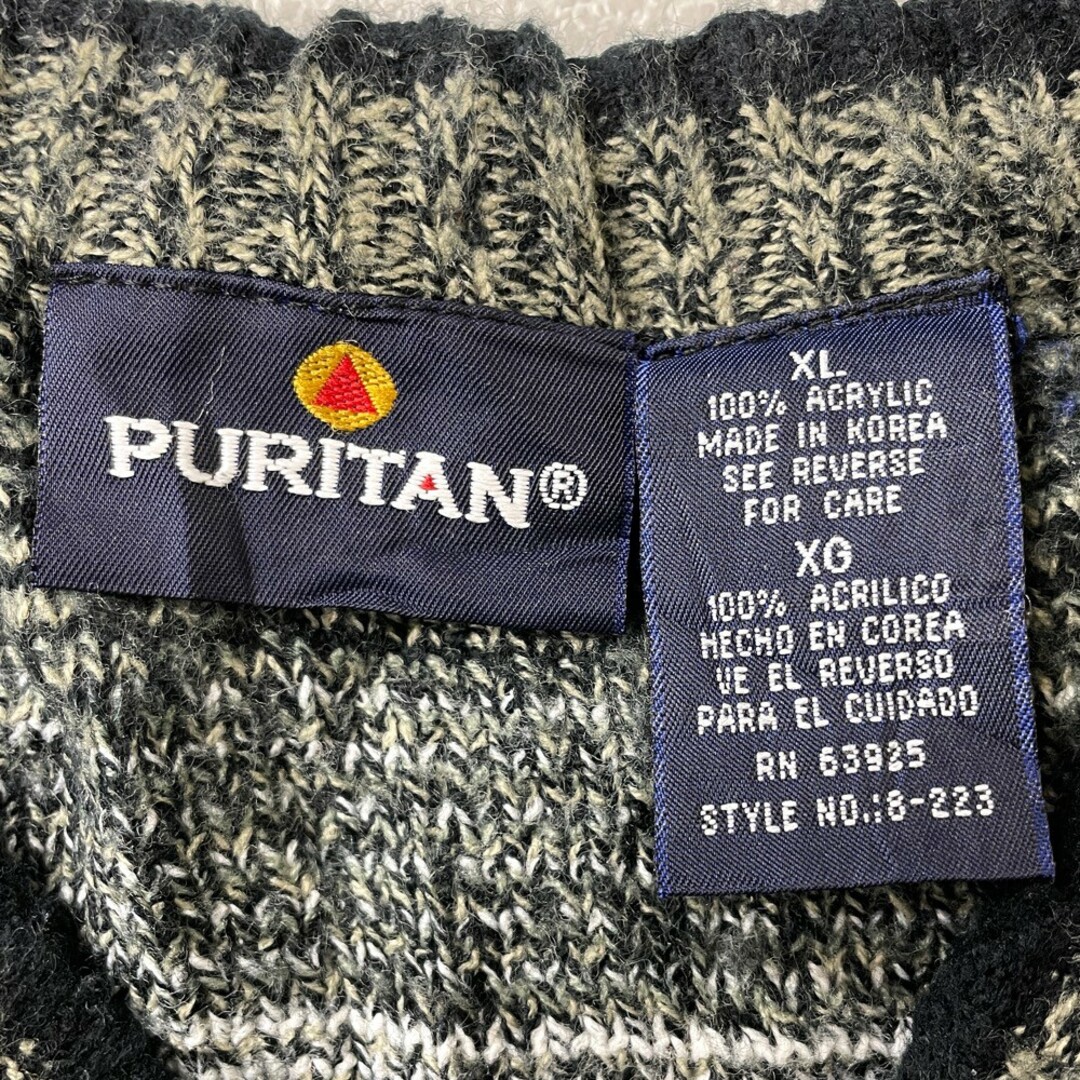 PURITAN®
XL
100% ACRYLIC
MADE IN KOREA
SEE REVERSE
FOR CARE
XG
100% ACRILICO
HECHO EN COREA
VE EL REVERSO
PARA EL CUIDADO
RN 63925
STYLE NO.:8-223